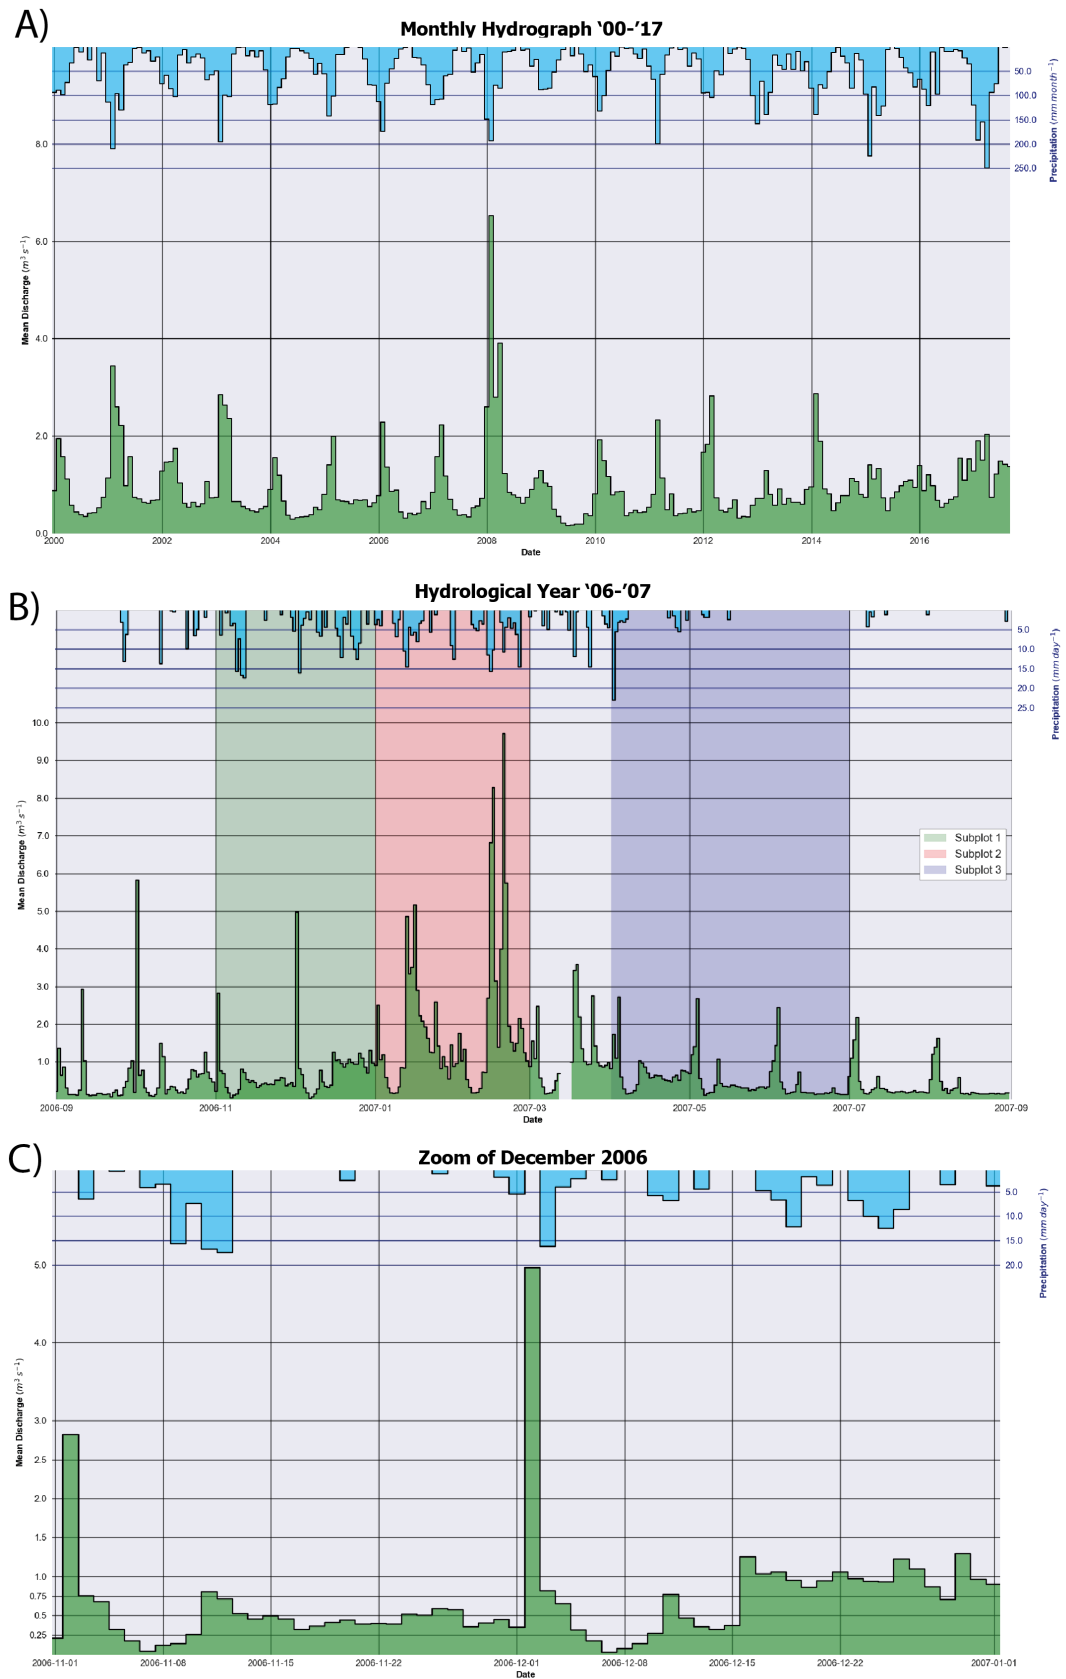 A)
Monthly Hydrograph ‘00-’17
50.0
100.0
150.0
200.0
250.0
Precipitation (mm month⁻¹)
8.0
6.0
4.0
2.0
0.0
Mean Discharge (m³ s⁻¹)
2000 2002 2004 2006 2008 2010 2012 2014 2016
Date
B)
Hydrological Year ‘06-’07
5.0
10.0
15.0
20.0
25.0
Precipitation (mm day⁻¹)
10.0
9.0
8.0
7.0
6.0
5.0
4.0
3.0
2.0
1.0
Mean Discharge (m³ s⁻¹)
Subplot 1
Subplot 2
Subplot 3
2006-09 2006-11 2007-01 2007-03 2007-05 2007-07 2007-09
Date
C)
Zoom of December 2006
5.0
10.0
15.0
20.0
Precipitation (mm day⁻¹)
5.0
4.0
3.0
2.5
2.0
1.5
1.0
0.75
0.5
0.25
Mean Discharge (m³ s⁻¹)
2006-11-01 2006-11-08 2006-11-15 2006-11-22 2006-12-01 2006-12-08 2006-12-15 2006-12-22 2007-01-01
Date